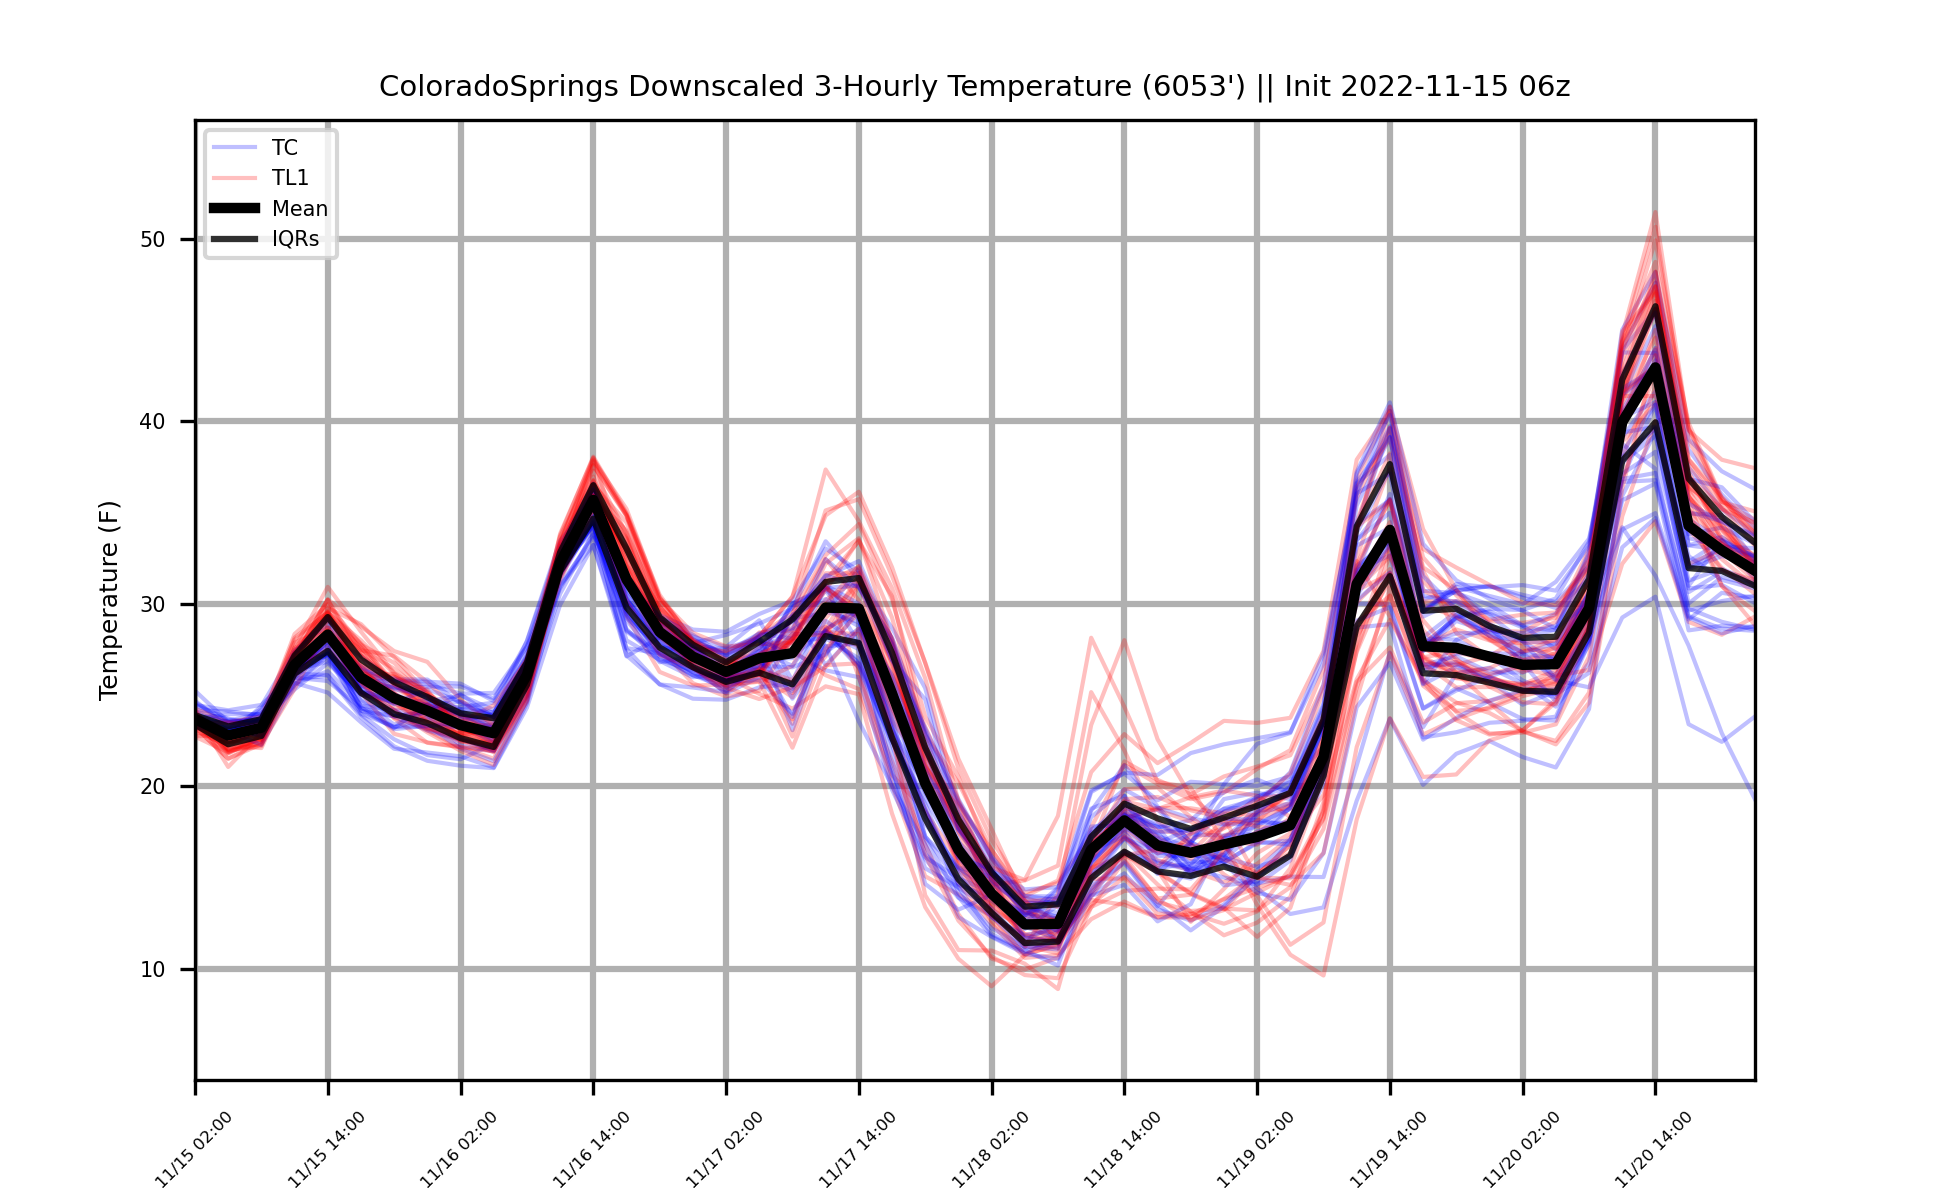 ColoradoSprings Downscaled 3-Hourly Temperature (6053') || Init 2022-11-15 06z
TC
TL1
Mean
IQRs
Temperature (F)
50
40
30
20
10
11/15 02:00
11/15 14:00
11/16 02:00
11/16 14:00
11/17 02:00
11/17 14:00
11/18 02:00
11/18 14:00
11/19 02:00
11/19 14:00
11/20 02:00
11/20 14:00